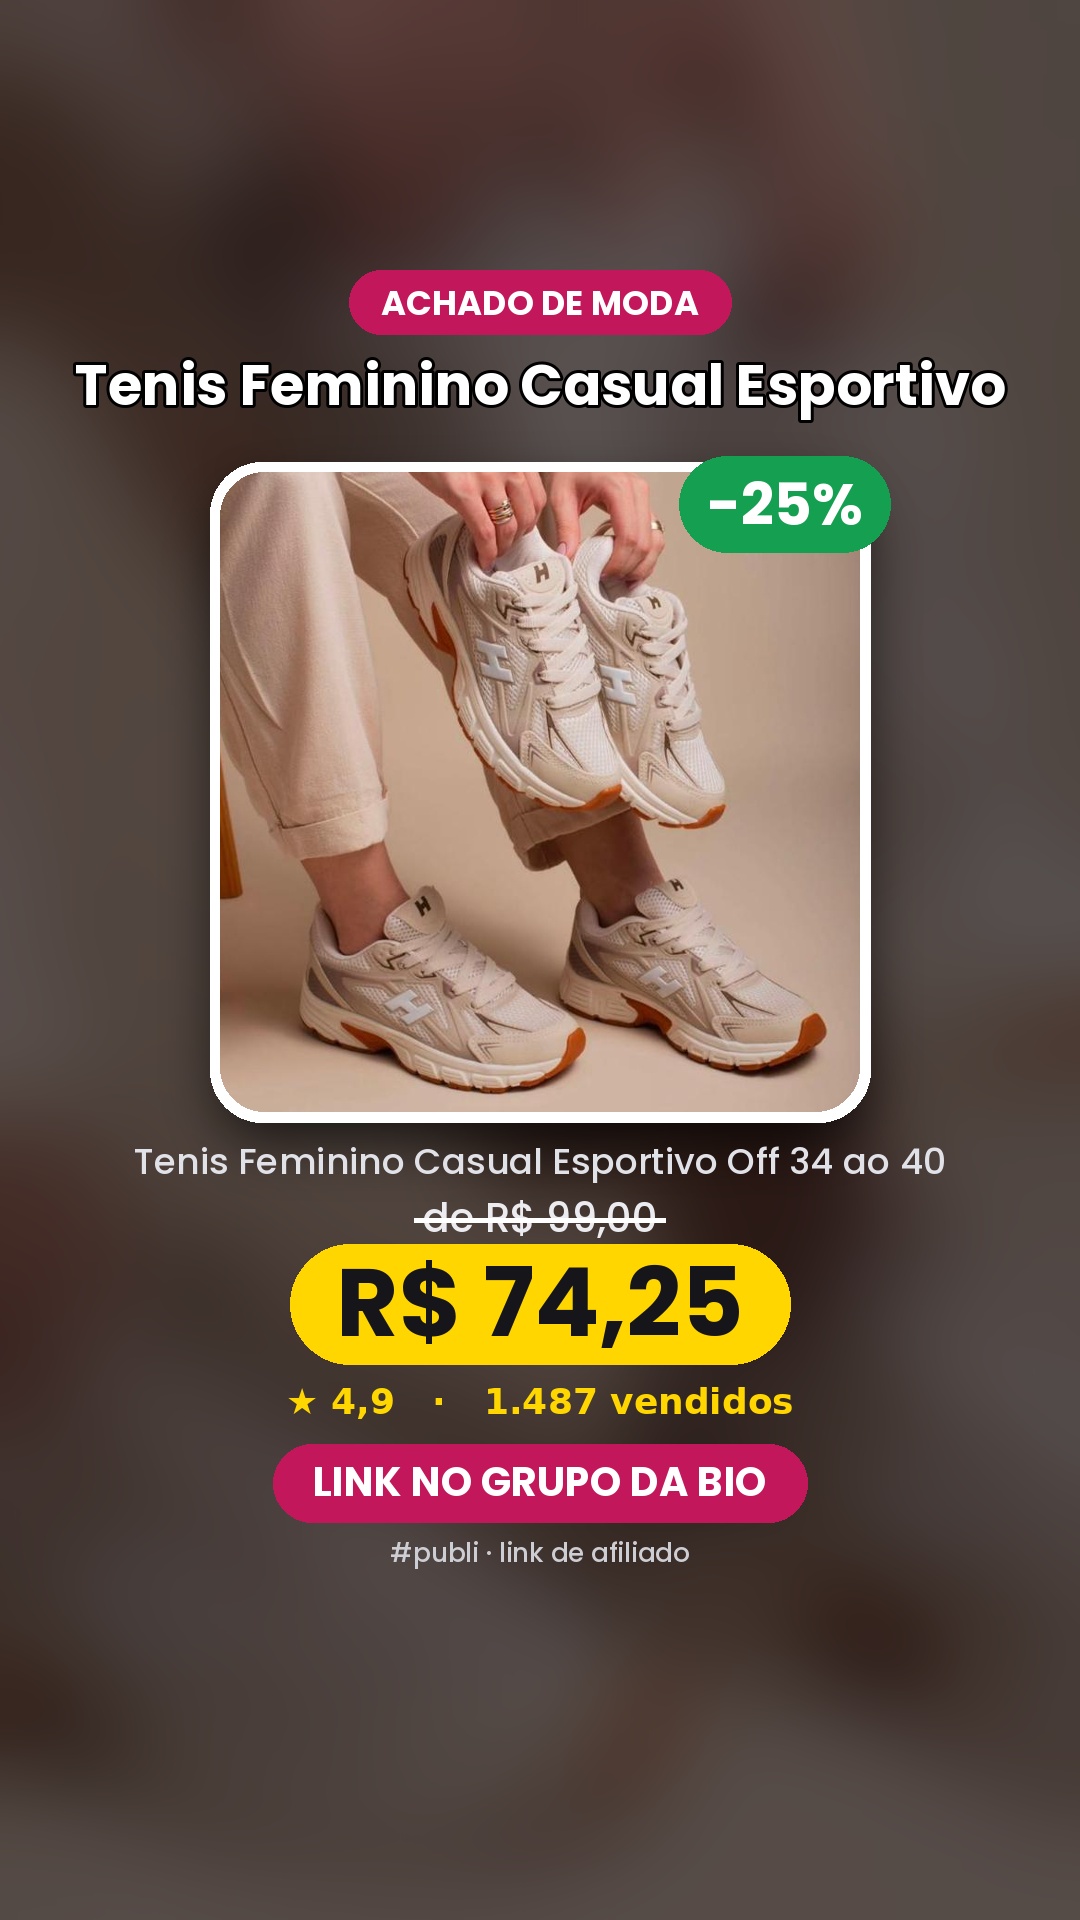 ACHADO DE MODA
Tenis Feminino Casual Esportivo
-25%
H
H
H
H
H
H
H
H
Tenis Feminino Casual Esportivo Off 34 ao 40
de R$ 99,00
R$ 74,25
★ 4,9 · 1.487 vendidos
LINK NO GRUPO DA BIO
#publi · link de afiliado